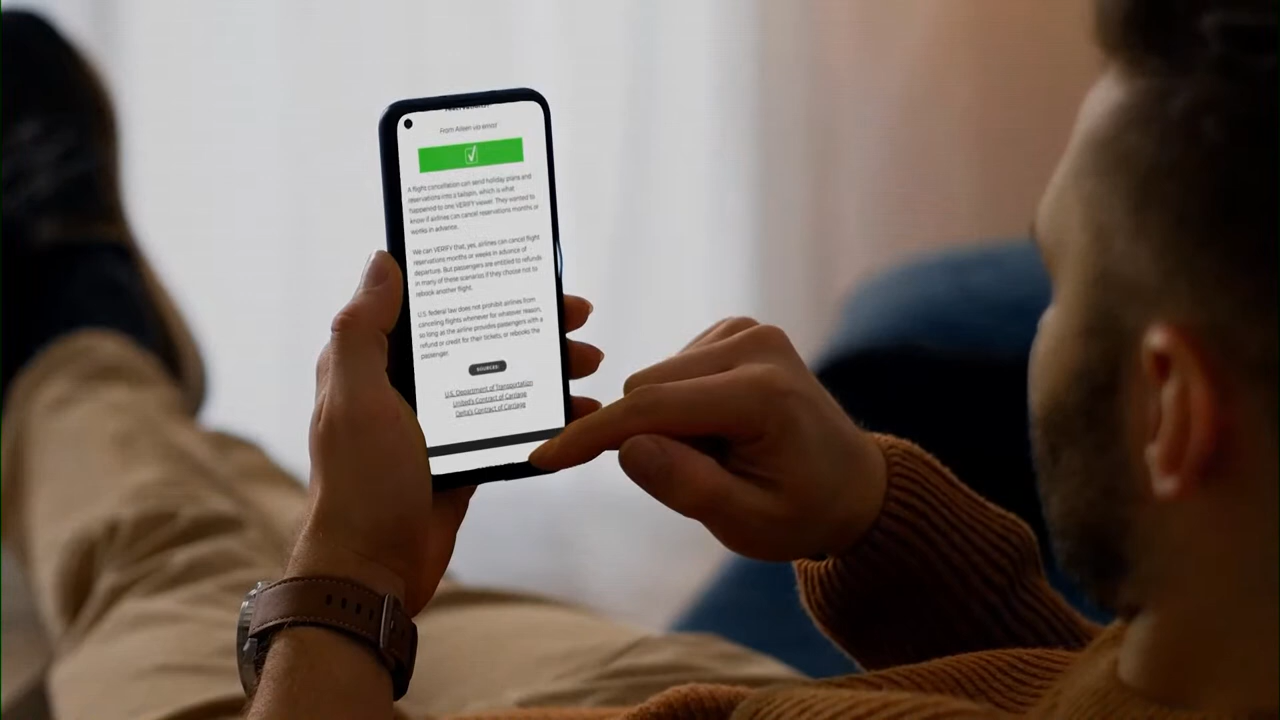 From Aileen via email
A flight cancellation can send holiday plans and
reservations into a tailspin, which is what
happened to one VERIFY viewer. They wanted to
know if airlines can cancel reservations months or
weeks in advance.
We can VERIFY that, yes, airlines can cancel flight
reservations months or weeks in advance of
departure. But passengers are entitled to refunds
in many of these scenarios if they choose not to
rebook another flight.
U.S. federal law does not prohibit airlines from
canceling flights whenever for whatever reason,
so long as the airline provides passengers with a
refund or credit for their tickets, or rebooks the
passenger.
SOURCES
U.S. Department of Transportation
United's Contract of Carriage
Delta's Contract of Carriage